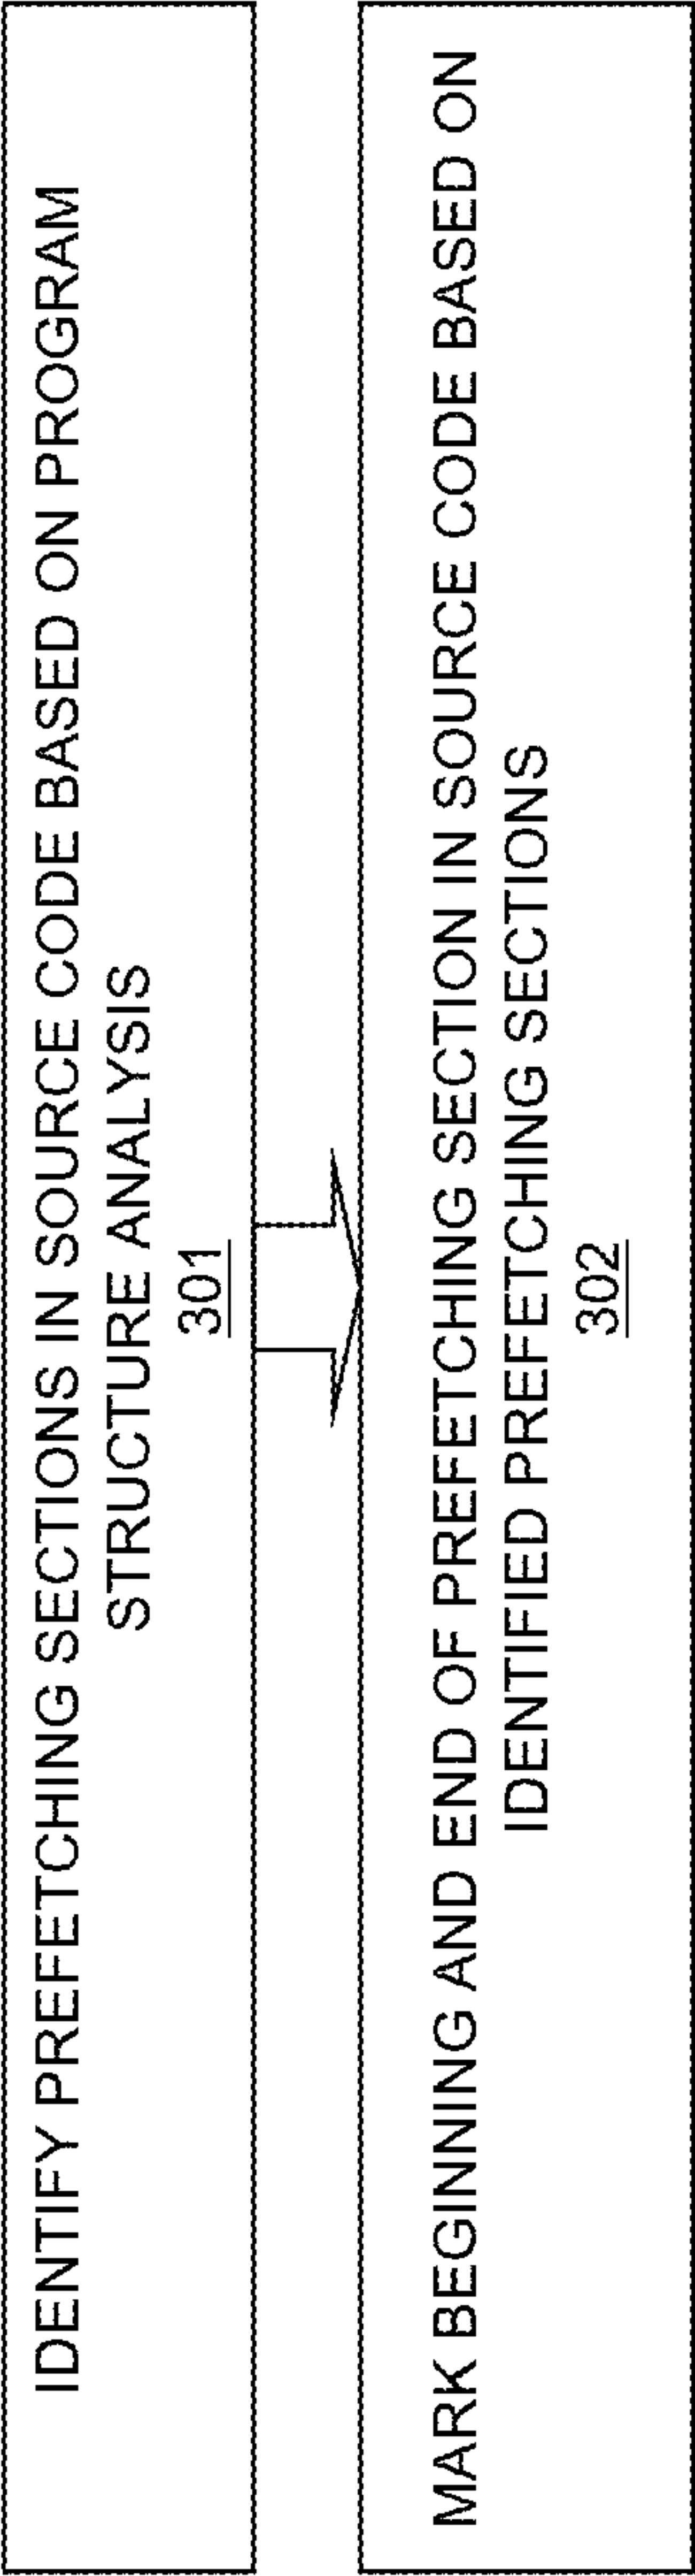 IDENTIFY PREFETCHING SECTIONS IN SOURCE CODE BASED ON PROGRAM
STRUCTURE ANALYSIS
301
MARK BEGINNING AND END OF PREFETCHING SECTION IN SOURCE CODE BASED ON
IDENTIFIED PREFETCHING SECTIONS
302